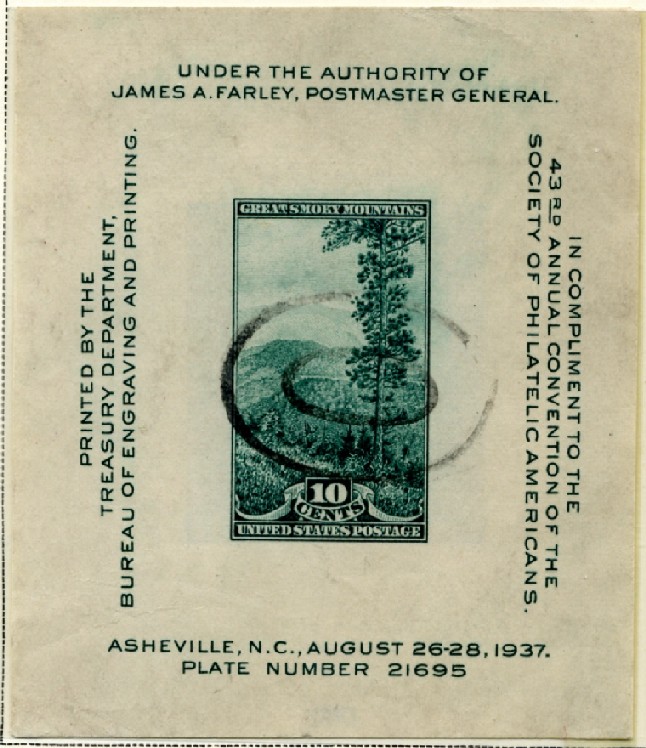 UNDER THE AUTHORITY OF
JAMES A. FARLEY, POSTMASTER GENERAL.
PRINTED BY THE
TREASURY DEPARTMENT,
BUREAU OF ENGRAVING AND PRINTING.
GREAT SMOKY MOUNTAINS
10
CENTS
UNITED STATES POSTAGE
IN COMPLIMENT TO THE
43RD ANNUAL CONVENTION OF THE
SOCIETY OF PHILATELIC AMERICANS.
ASHEVILLE, N.C., AUGUST 26-28, 1937.
PLATE NUMBER 21695